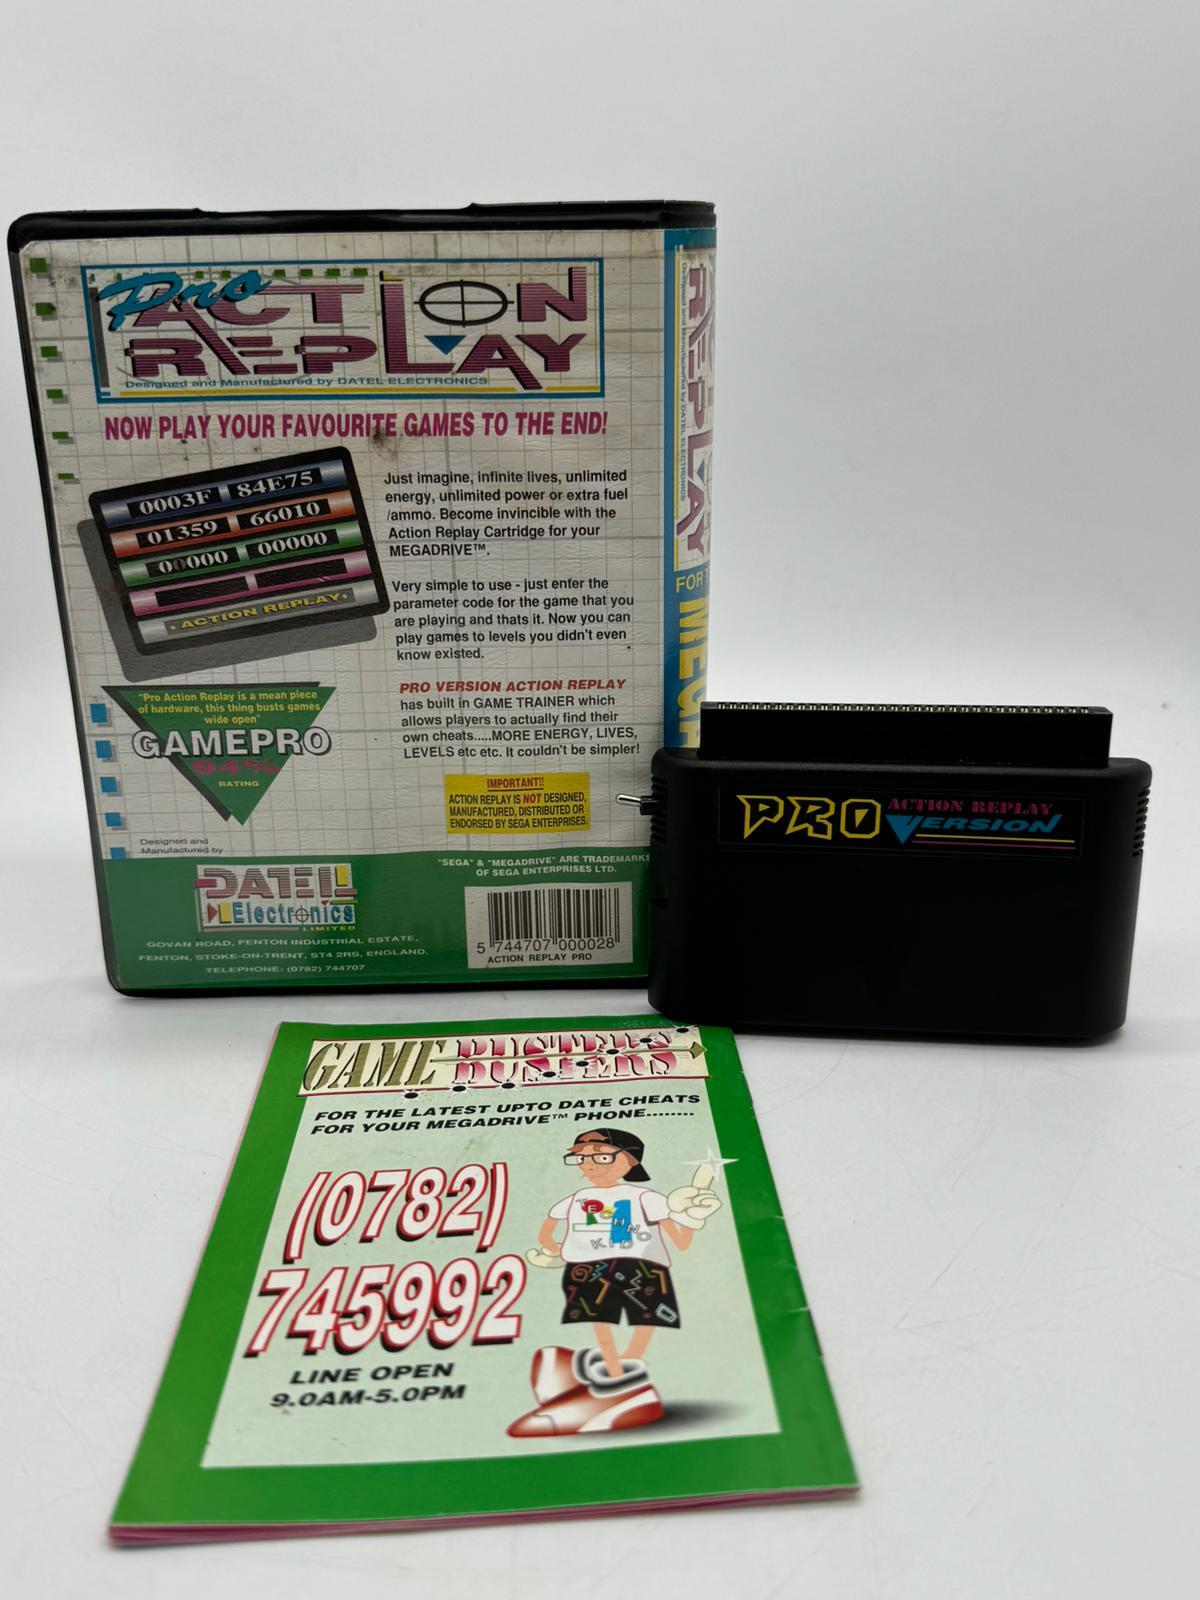 Pro
ACTION
REPLAY
Designed and Manufactured by DATEL ELECTRONICS
NOW PLAY YOUR FAVOURITE GAMES TO THE END!
0003F 84E75
01359 66010
00000 00000
• ACTION REPLAY •
Just imagine, infinite lives, unlimited
energy, unlimited power or extra fuel
/ammo. Become invincible with the
Action Replay Cartridge for your
MEGADRIVE™.
Very simple to use - just enter the
parameter code for the game that you
are playing and thats it. Now you can
play games to levels you didn't even
know existed.
"Pro Action Replay is a mean piece
of hardware, this thing busts games
wide open"
GAMEPRO
94%
RATING
PRO VERSION ACTION REPLAY
has built in GAME TRAINER which
allows players to actually find their
own cheats.....MORE ENERGY, LIVES,
LEVELS etc etc. It couldn't be simpler!
IMPORTANT!!
ACTION REPLAY IS NOT DESIGNED,
MANUFACTURED, DISTRIBUTED OR
ENDORSED BY SEGA ENTERPRISES.
Designed and
Manufactured by
DATEL
Electronics
LIMITED
GOVAN ROAD, FENTON INDUSTRIAL ESTATE,
FENTON, STOKE-ON-TRENT, ST4 2RS, ENGLAND.
TELEPHONE: (0782) 744707
"SEGA" & "MEGADRIVE" ARE TRADEMARKS
OF SEGA ENTERPRISES LTD.
5 744707 000028
ACTION REPLAY PRO
REPLAY
Designed and Manufactured by DATEL ELECTRONICS
FOR
MEGA
PRO ACTION REPLAY
VERSION
GAME BUSTERS
FOR THE LATEST UPTO DATE CHEATS
FOR YOUR MEGADRIVE™ PHONE........
(0782)
745992
LINE OPEN
9.0AM-5.0PM
TECHNO
KID
1